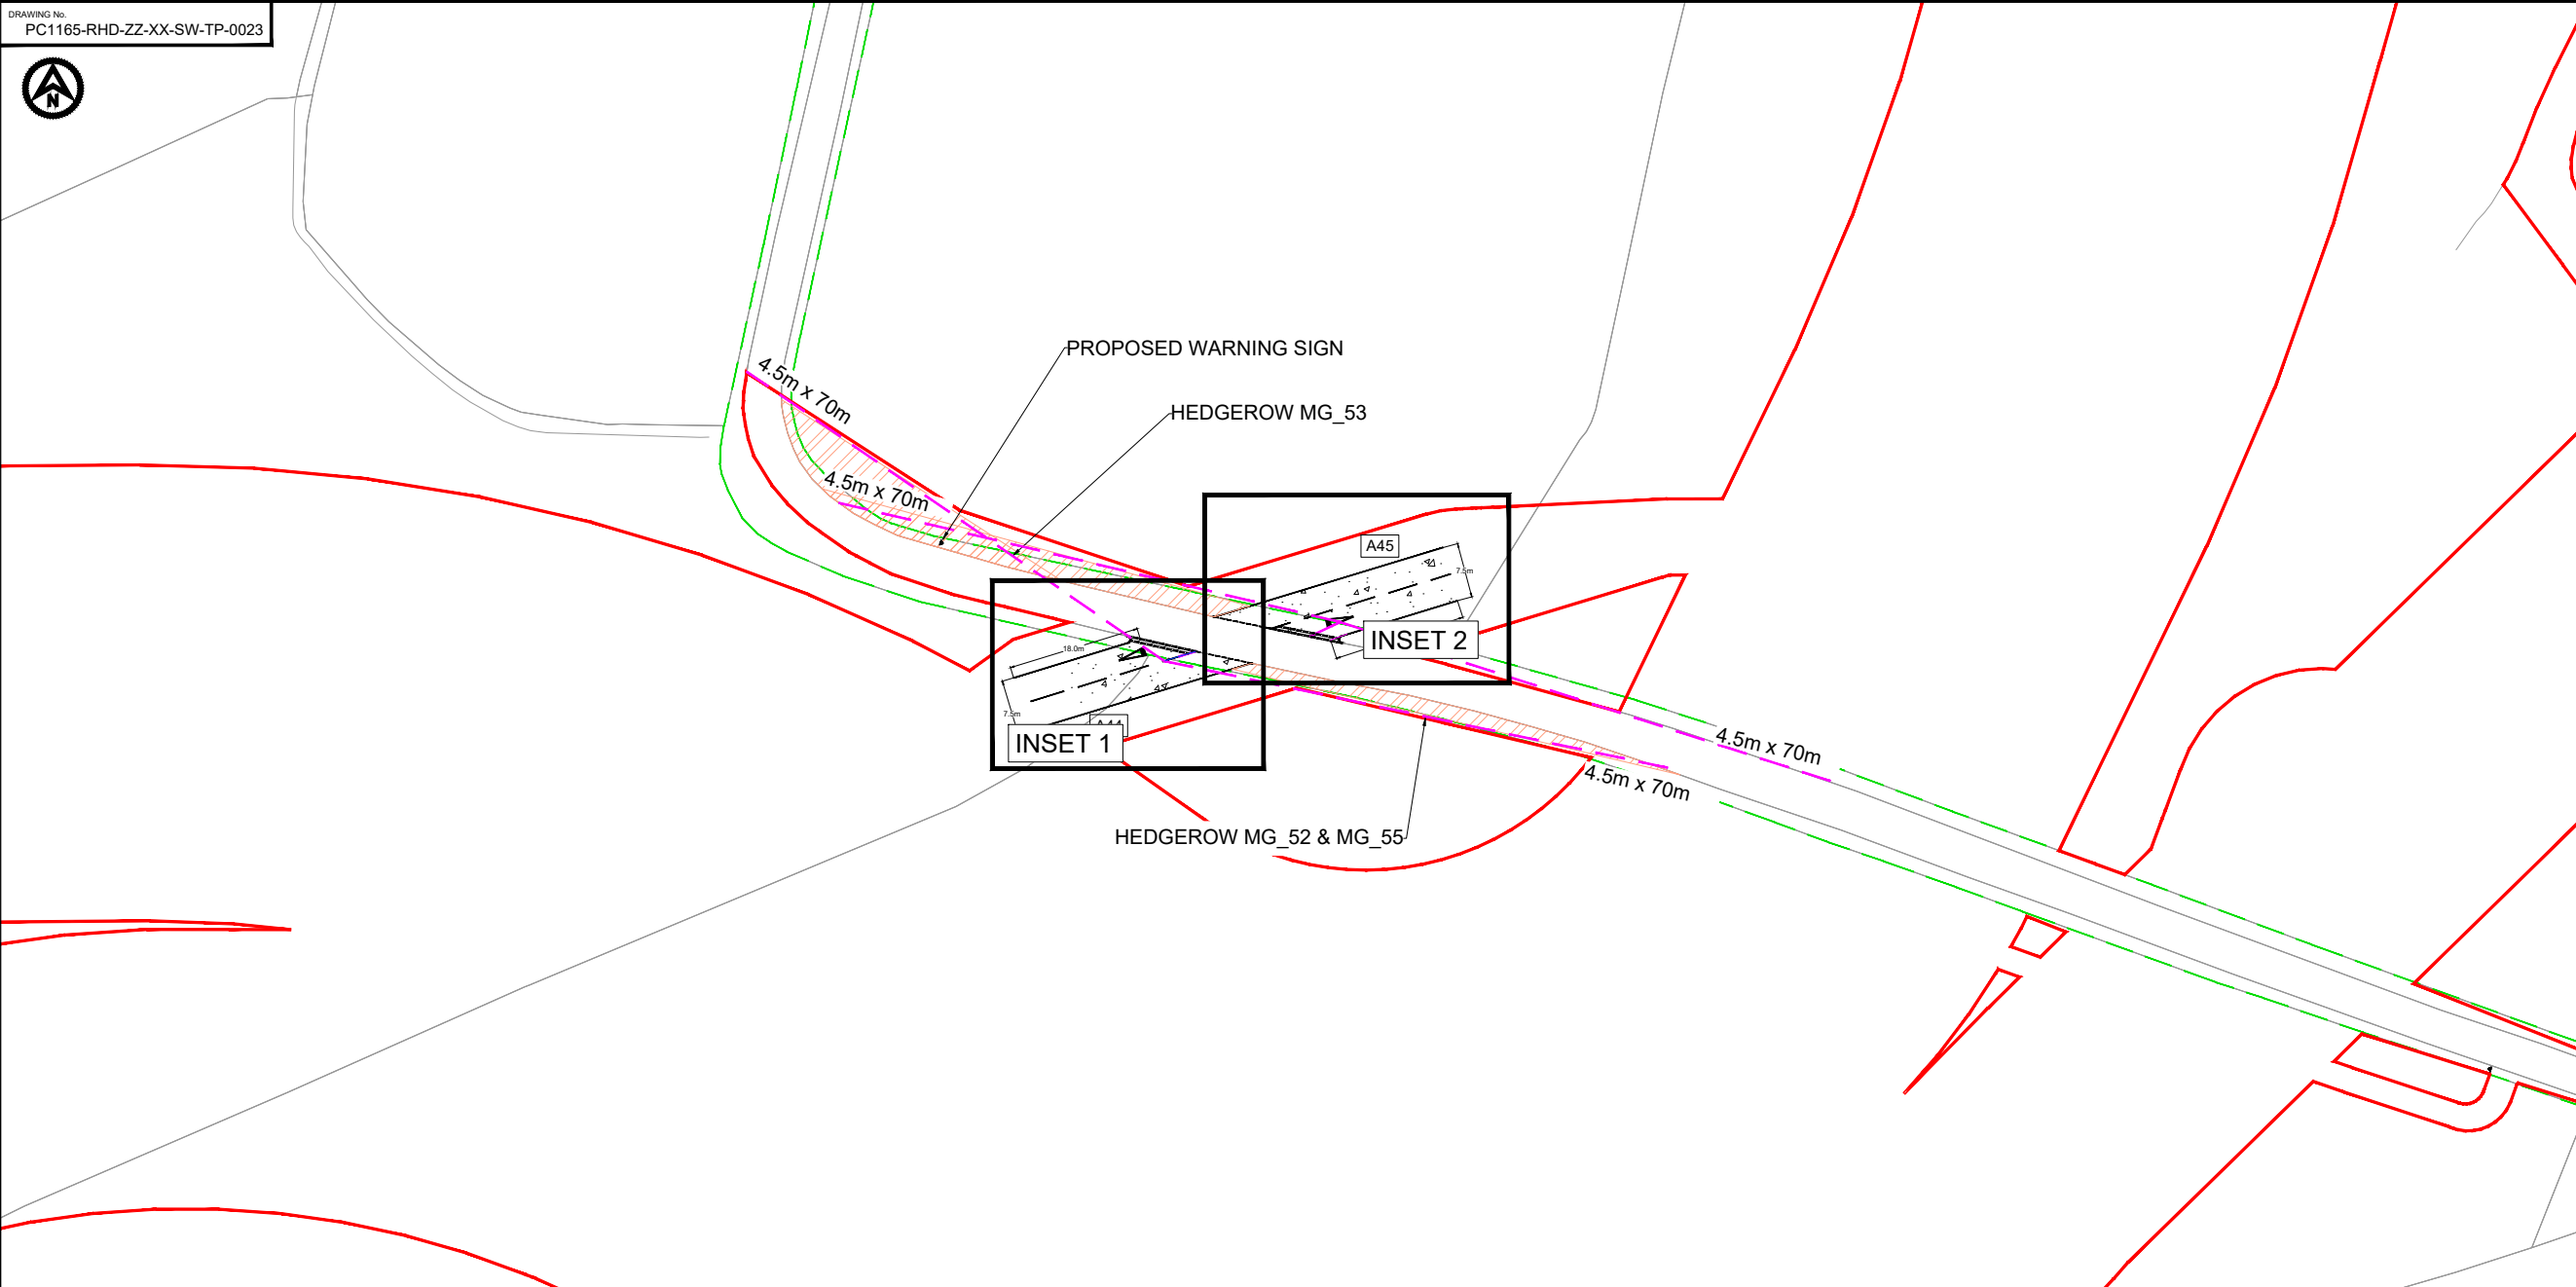 DRAWING No.
PC1165-RHD-ZZ-XX-SW-TP-0023
N
PROPOSED WARNING SIGN
4.5m x 70m
HEDGEROW MG_53
4.5m x 70m
A45
7.5m
INSET 2
18.0m
7.5m
INSET 1
4.5m x 70m
4.5m x 70m
HEDGEROW MG_52 & MG_55